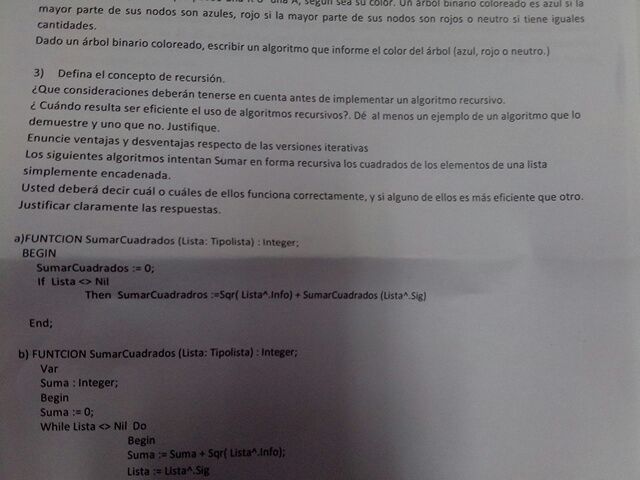 una A, según sea su color. Un árbol binario coloreado es azul si la
mayor parte de sus nodos son azules, rojo si la mayor parte de sus nodos son rojos o neutro si tiene iguales
cantidades.
Dado un árbol binario coloreado, escribir un algoritmo que informe el color del árbol (azul, rojo o neutro.)
3) Defina el concepto de recursión.
¿Que consideraciones deberán tenerse en cuenta antes de implementar un algoritmo recursivo.
¿ Cuándo resulta ser eficiente el uso de algoritmos recursivos?. Dé al menos un ejemplo de un algoritmo que lo
demuestre y uno que no. Justifique.
Enuncie ventajas y desventajas respecto de las versiones iterativas
Los siguientes algoritmos intentan Sumar en forma recursiva los cuadrados de los elementos de una lista
simplemente encadenada.
Usted deberá decir cuál o cuáles de ellos funciona correctamente, y si alguno de ellos es más eficiente que otro.
Justificar claramente las respuestas.
a)FUNTCION SumarCuadrados (Lista: Tipolista) : Integer;
BEGIN
SumarCuadrados := 0;
If Lista <> Nil
Then SumarCuadradros :=Sqr( Lista^.Info) + SumarCuadrados (Lista^.Sig)
End;
b) FUNTCION SumarCuadrados (Lista: Tipolista) : Integer;
Var
Suma : Integer;
Begin
Suma := 0;
While Lista <> Nil Do
Begin
Suma := Suma + Sqr( Lista^.Info);
Lista := Lista^.Sig